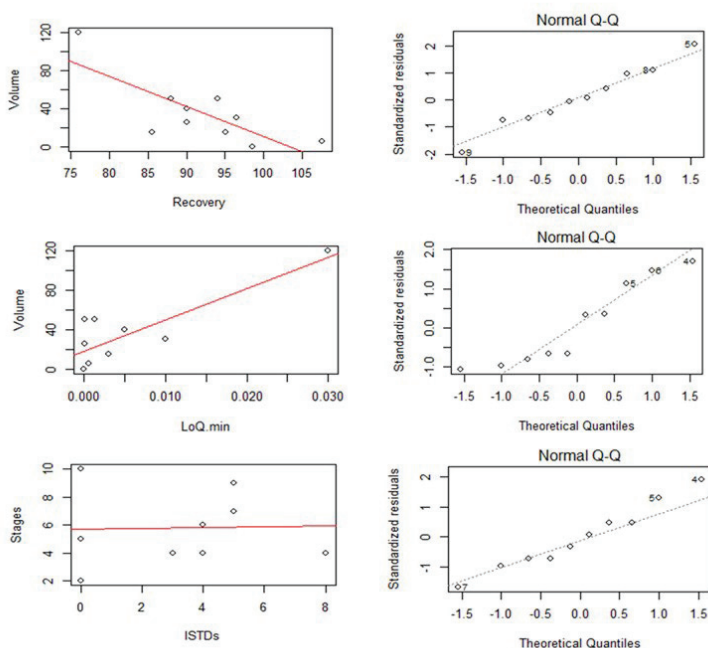 Volume
120
80
40
0
75 80 85 90 95 100 105
Recovery
Normal Q-Q
Standardized residuals
2
1
0
-1
-2
5
8
9
-1.5 -1.0 -0.5 0.0 0.5 1.0 1.5
Theoretical Quantiles
Volume
120
80
40
0
0.000 0.010 0.020 0.030
LoQ.min
Normal Q-Q
Standardized residuals
2.0
1.0
0.0
-1.0
4
6
5
-1.5 -1.0 -0.5 0.0 0.5 1.0 1.5
Theoretical Quantiles
Stages
10
8
6
4
2
0 2 4 6 8
ISTDs
Normal Q-Q
Standardized residuals
2
1
0
-1
4
5
7
-1.5 -1.0 -0.5 0.0 0.5 1.0 1.5
Theoretical Quantiles